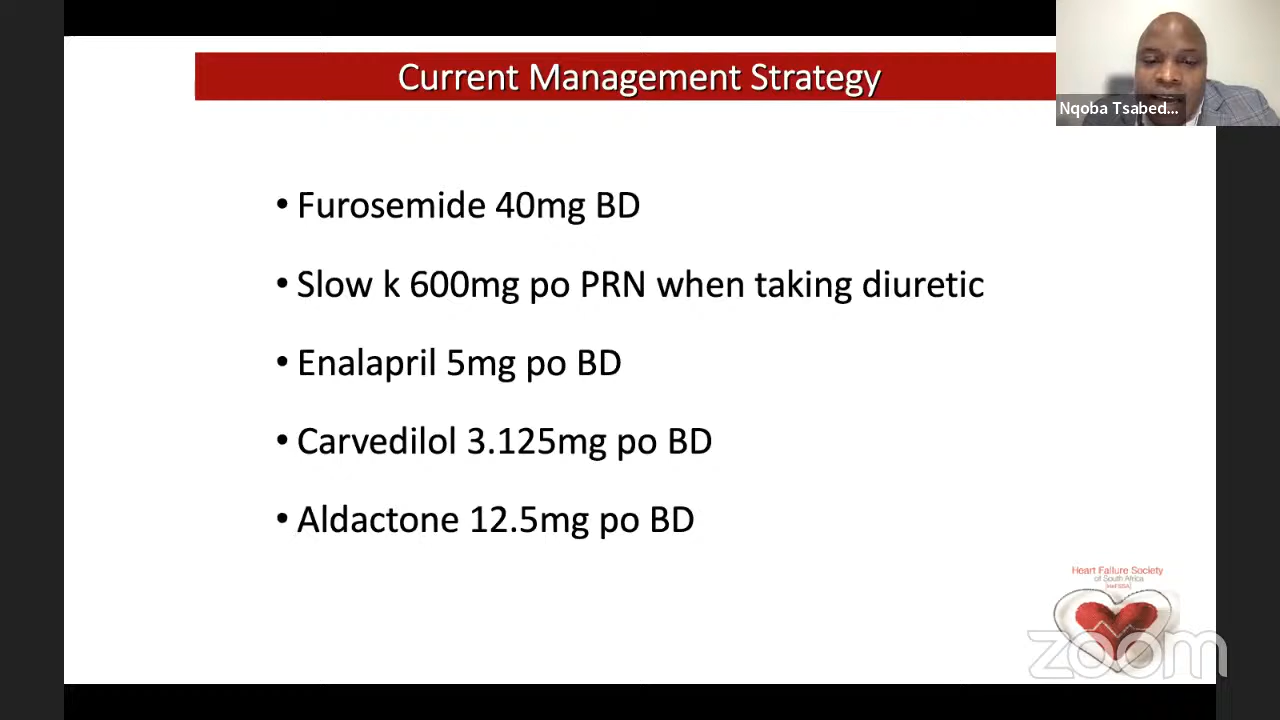 Current Management Strategy
Nqoba Tsabed...
• Furosemide 40mg BD
• Slow k 600mg po PRN when taking diuretic
• Enalapril 5mg po BD
• Carvedilol 3.125mg po BD
• Aldactone 12.5mg po BD
Heart Failure Society
of South Africa
zoom